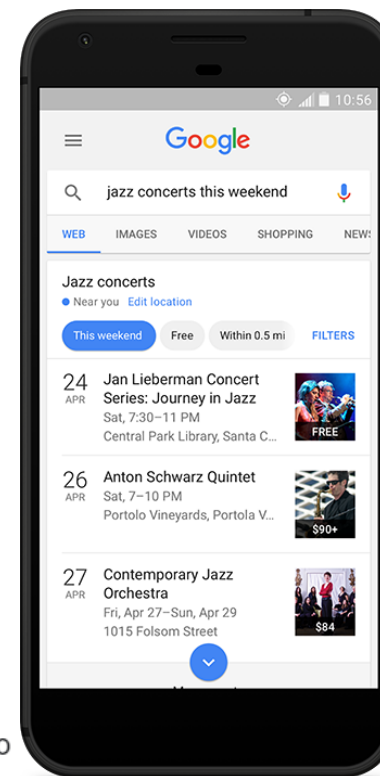 10:56
Google
jazz concerts this weekend
WEB IMAGES VIDEOS SHOPPING NEWS
Jazz concerts
Near you Edit location
This weekend Free Within 0.5 mi FILTERS
24 Jan Lieberman Concert
APR Series: Journey in Jazz
Sat, 7:30–11 PM
Central Park Library, Santa C...
FREE
26 Anton Schwarz Quintet
APR Sat, 7–10 PM
Portolo Vineyards, Portola V...
$90+
27 Contemporary Jazz
APR Orchestra
Fri, Apr 27–Sun, Apr 29
1015 Folsom Street
$84